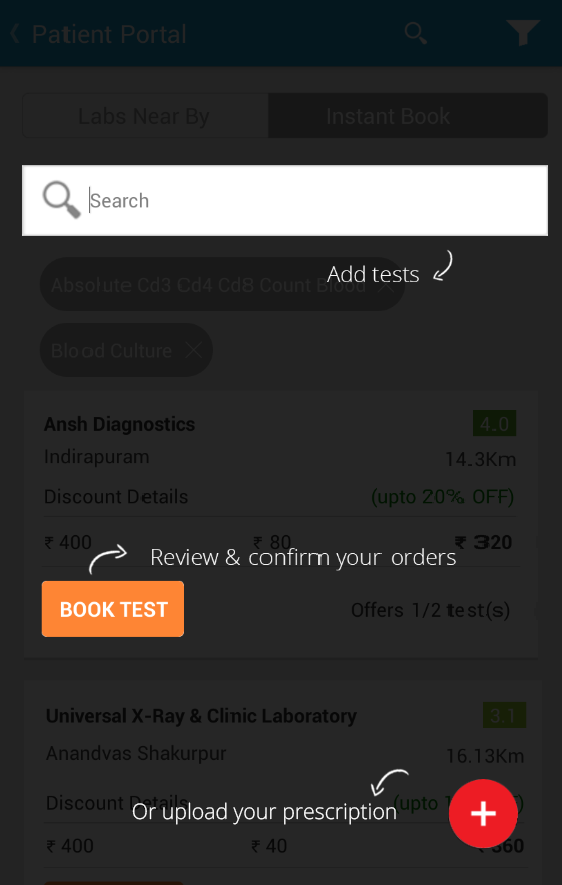 Patient Portal
Labs Near By
Instant Book
Search
Add tests
Absolute Cd3 Cd4 Cd8 Count Blood
Blood Culture
Ansh Diagnostics
4.0
Indirapuram
14.3Km
Discount Details
(upto 20% OFF)
₹ 400
₹ 80
₹ 320
Review & confirm your orders
BOOK TEST
Offers 1/2 test(s)
Universal X-Ray & Clinic Laboratory
3.1
Anandvas Shakurpur
16.13Km
Discount Details
(upto
Or upload your prescription
₹ 400
₹ 40